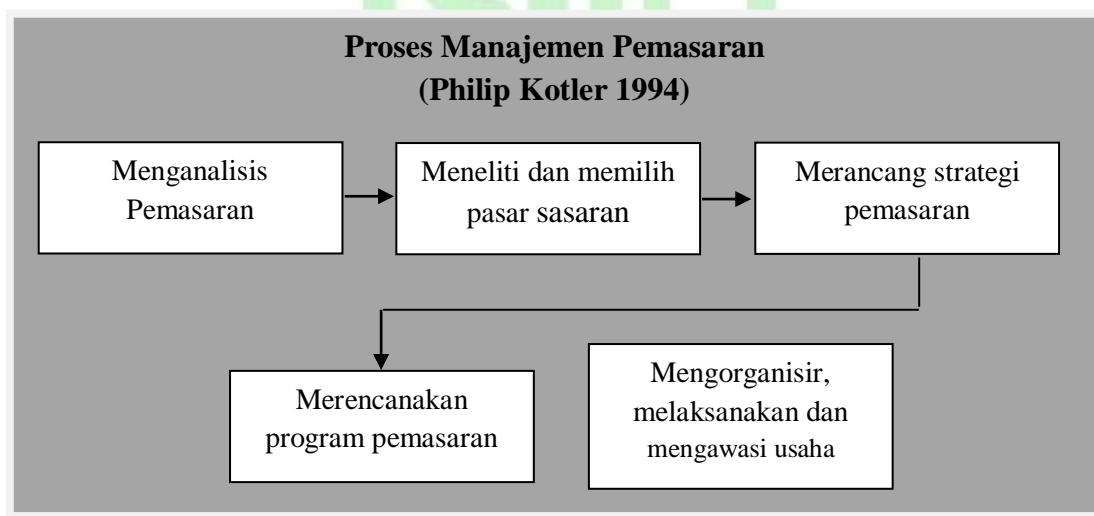 Proses Manajemen Pemasaran
(Philip Kotler 1994)
Menganalisis
Pemasaran
Meneliti dan memilih
pasar sasaran
Merancang strategi
pemasaran
Merencanakan
program pemasaran
Mengorganisir,
melaksanakan dan
mengawasi usaha